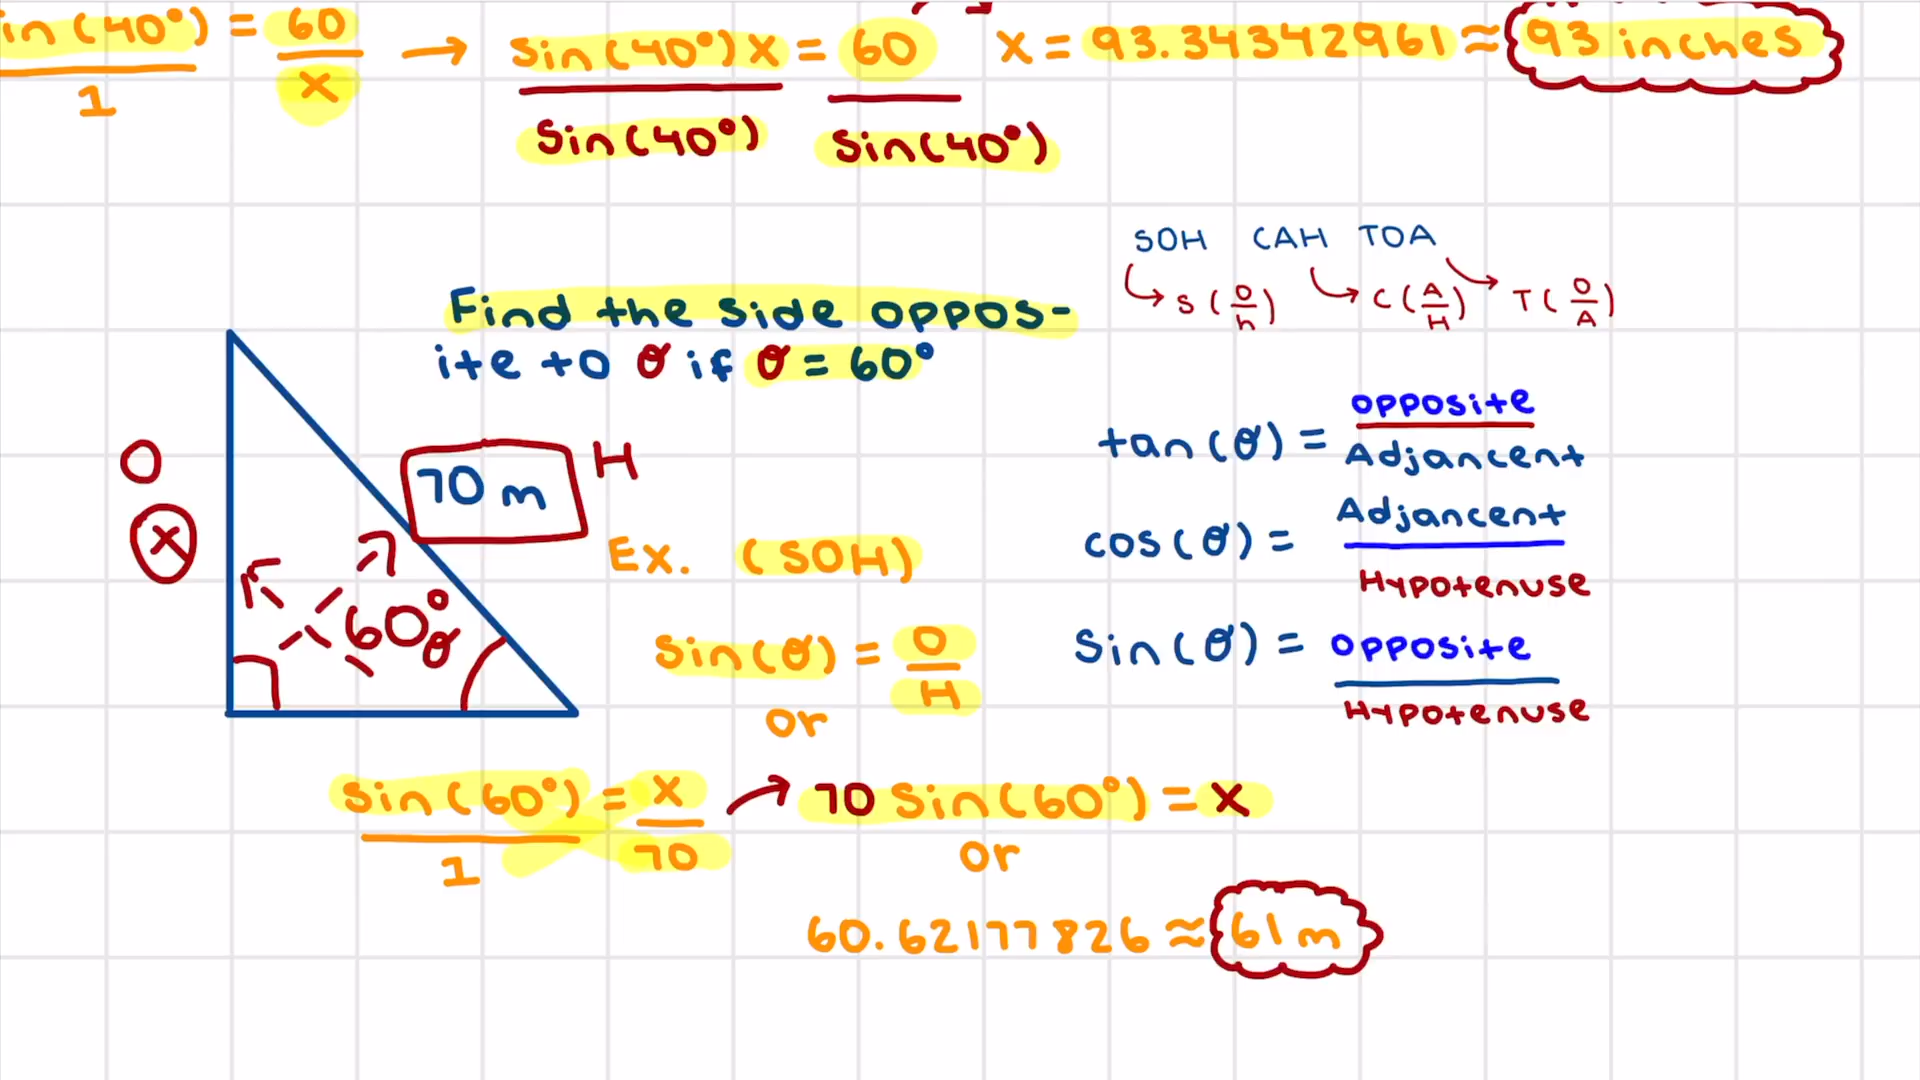 in(40°) = 60
1 x
→ Sin(40°)x = 60
Sin(40°) Sin(40°)
x = 93.34342961 ≈ 93 inches
SOH CAH TOA
S(O/h) C(A/H) T(O/A)
Find the side oppos-
ite to θ if θ = 60°
O
x
70 m
H
60°
θ
Ex. (SOH)
Sin(θ) = O/H
or
tan(θ) = opposite
Adjancent
cos(θ) = Adjancent
Hypotenuse
Sin(θ) = opposite
Hypotenuse
Sin(60°) = x
1 70
70 Sin(60°) = x
or
60.62177826 ≈ 61 m